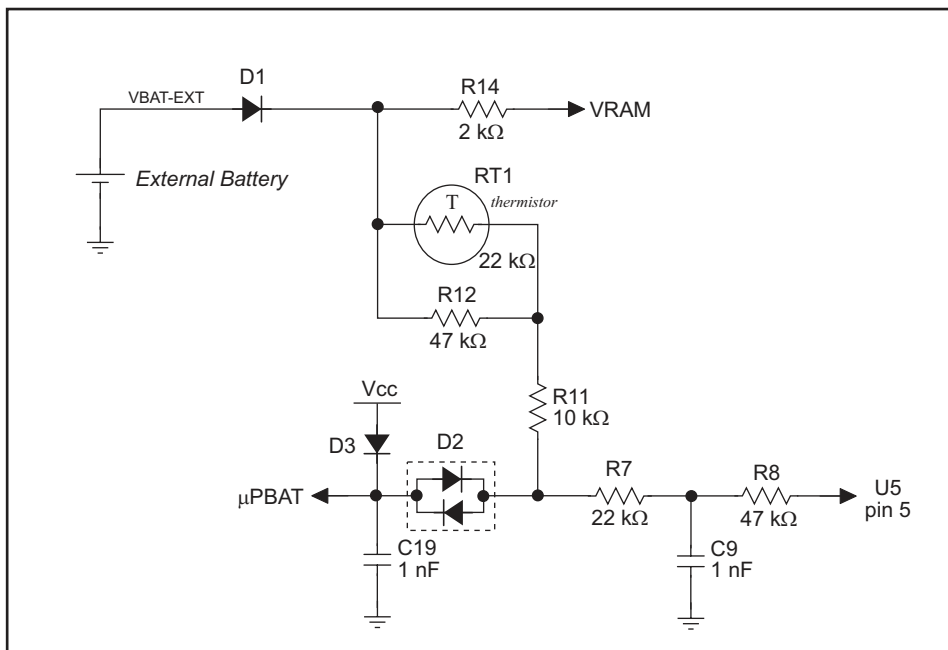 D1
VBAT-EXT
R14
2 kΩ
VRAM
External Battery
RT1
T
thermistor
22 kΩ
R12
47 kΩ
R11
10 kΩ
Vcc
D3
D2
μPBAT
R7
22 kΩ
R8
47 kΩ
U5
pin 5
C19
1 nF
C9
1 nF